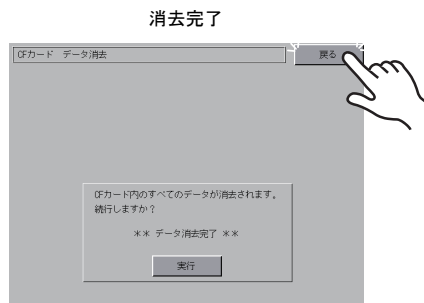 消去完了
CFカード データ消去
戻る
CFカード内のすべてのデータが消去されます。
続行しますか？
** データ消去完了 **
実行